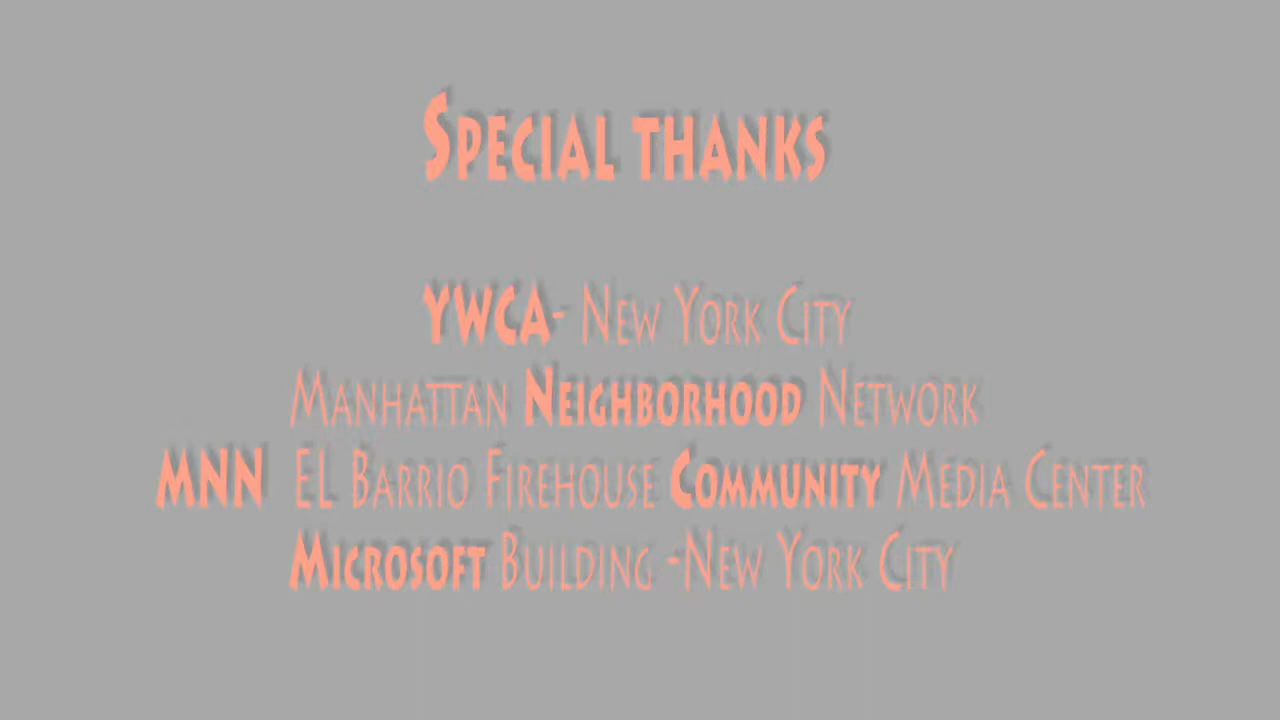 Special thanks
YWCA- New York City
Manhattan Neighborhood Network
MNN EL Barrio Firehouse Community Media Center
Microsoft Building -New York City